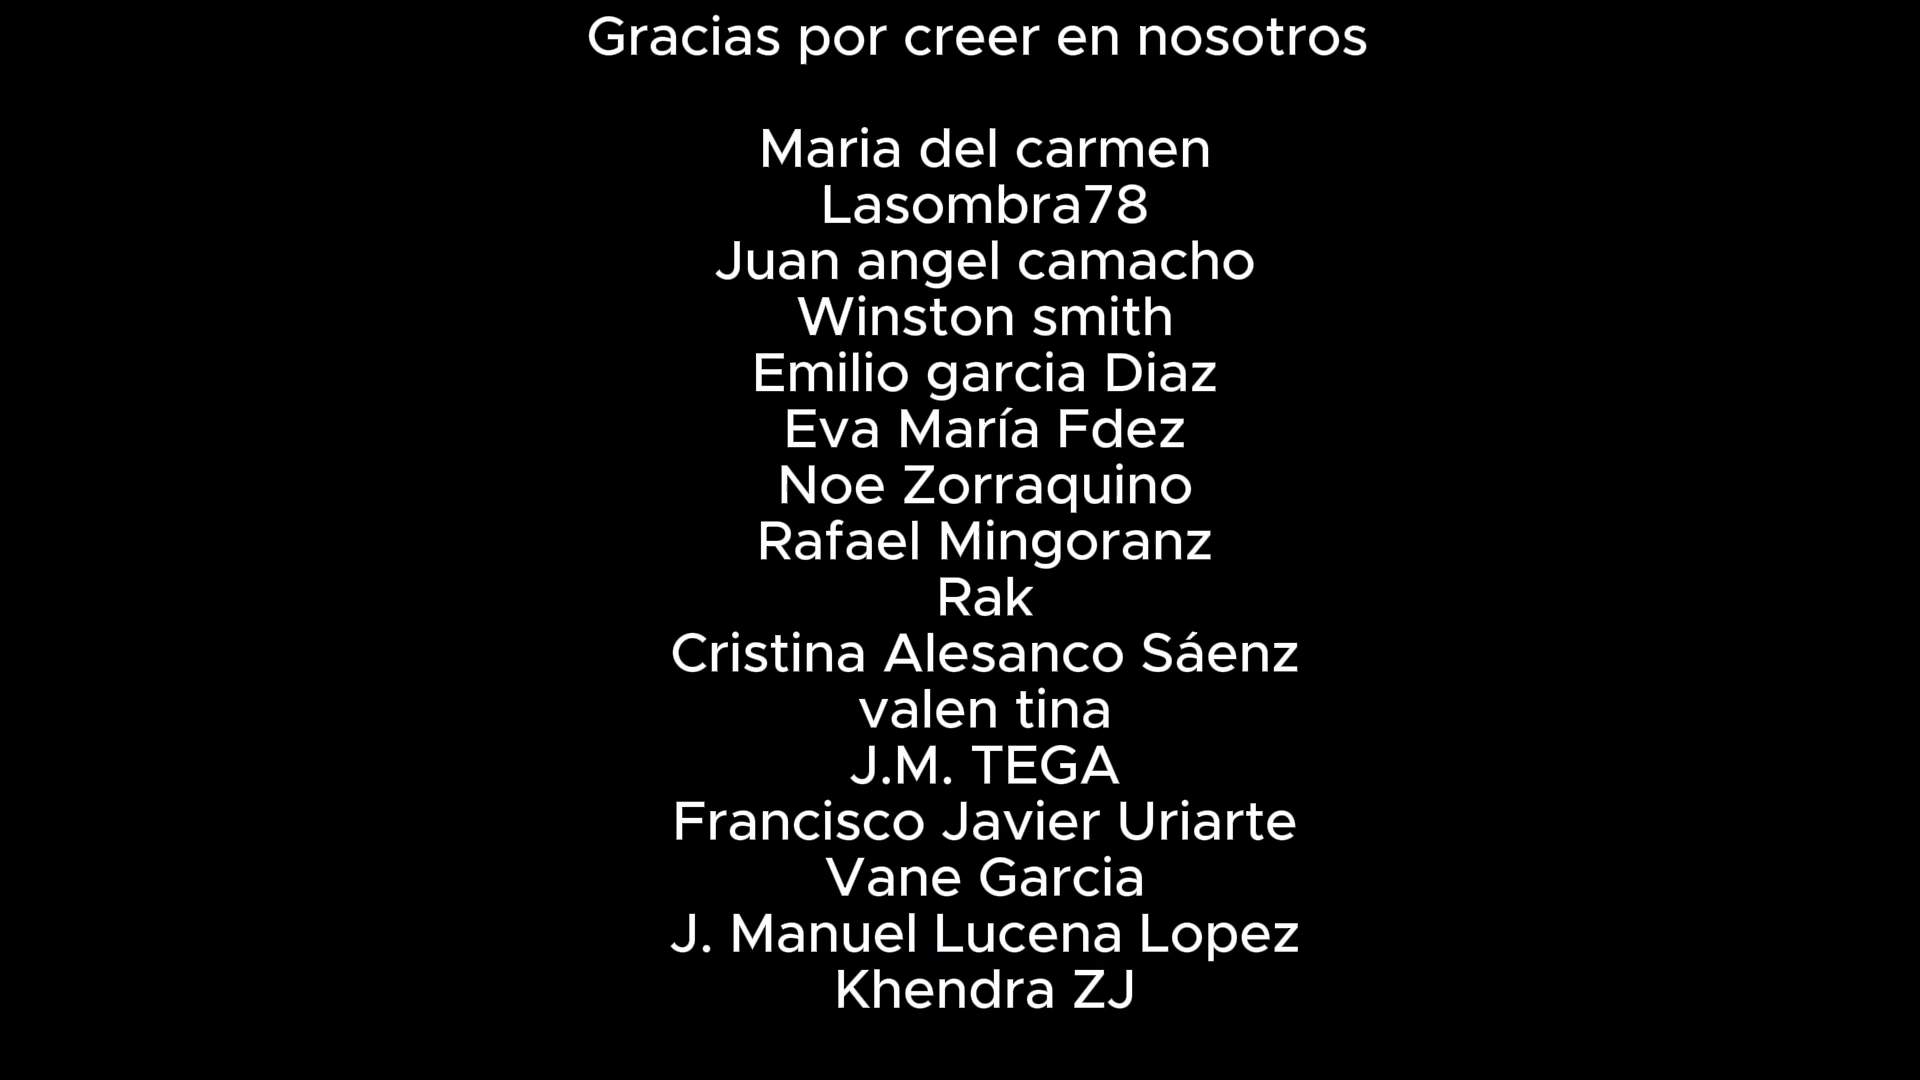 Gracias por creer en nosotros
Maria del carmen
Lasombra78
Juan angel camacho
Winston smith
Emilio garcia Diaz
Eva María Fdez
Noe Zorraquino
Rafael Mingoranz
Rak
Cristina Alesanco Sáenz
valen tina
J.M. TEGA
Francisco Javier Uriarte
Vane Garcia
J. Manuel Lucena Lopez
Khendra ZJ